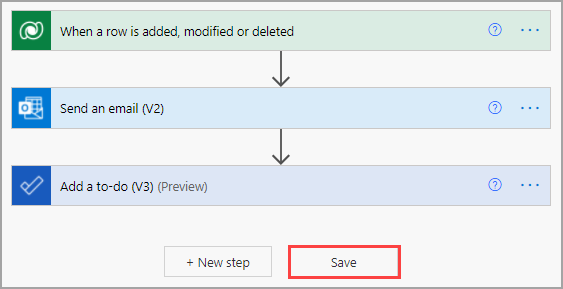 When a row is added, modified or deleted
Send an email (V2)
Add a to-do (V3) (Preview)
+ New step
Save